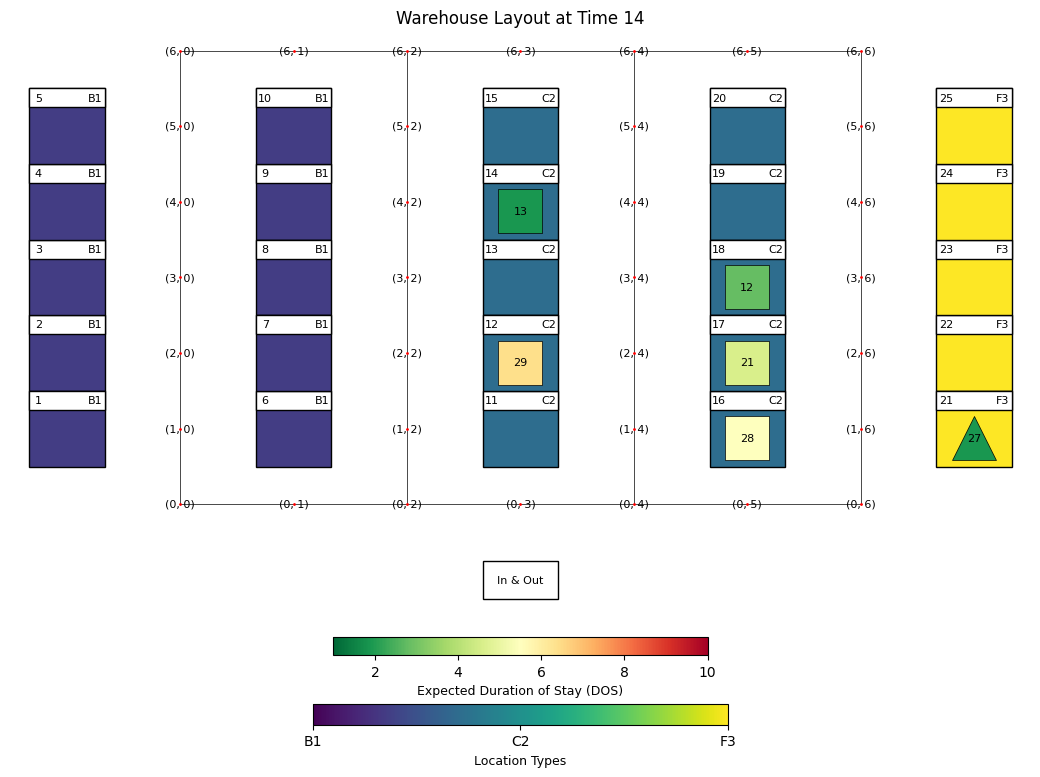 Warehouse Layout at Time 14
(6, 0) (6, 1) (6, 2) (6, 3) (6, 4) (6, 5) (6, 6)
5 B1 10 B1 15 C2 20 C2 25 F3
(5, 0) (5, 2) (5, 4) (5, 6)
4 B1 9 B1 14 C2 19 C2 24 F3
(4, 0) (4, 2) 13 (4, 4) (4, 6)
3 B1 8 B1 13 C2 18 C2 23 F3
(3, 0) (3, 2) (3, 4) 12 (3, 6)
2 B1 7 B1 12 C2 17 C2 22 F3
(2, 0) (2, 2) 29 (2, 4) 21 (2, 6)
1 B1 6 B1 11 C2 16 C2 21 F3
(1, 0) (1, 2) (1, 4) 28 (1, 6) 27
(0, 0) (0, 1) (0, 2) (0, 3) (0, 4) (0, 5) (0, 6)
In & Out
2 4 6 8 10
Expected Duration of Stay (DOS)
B1 C2 F3
Location Types